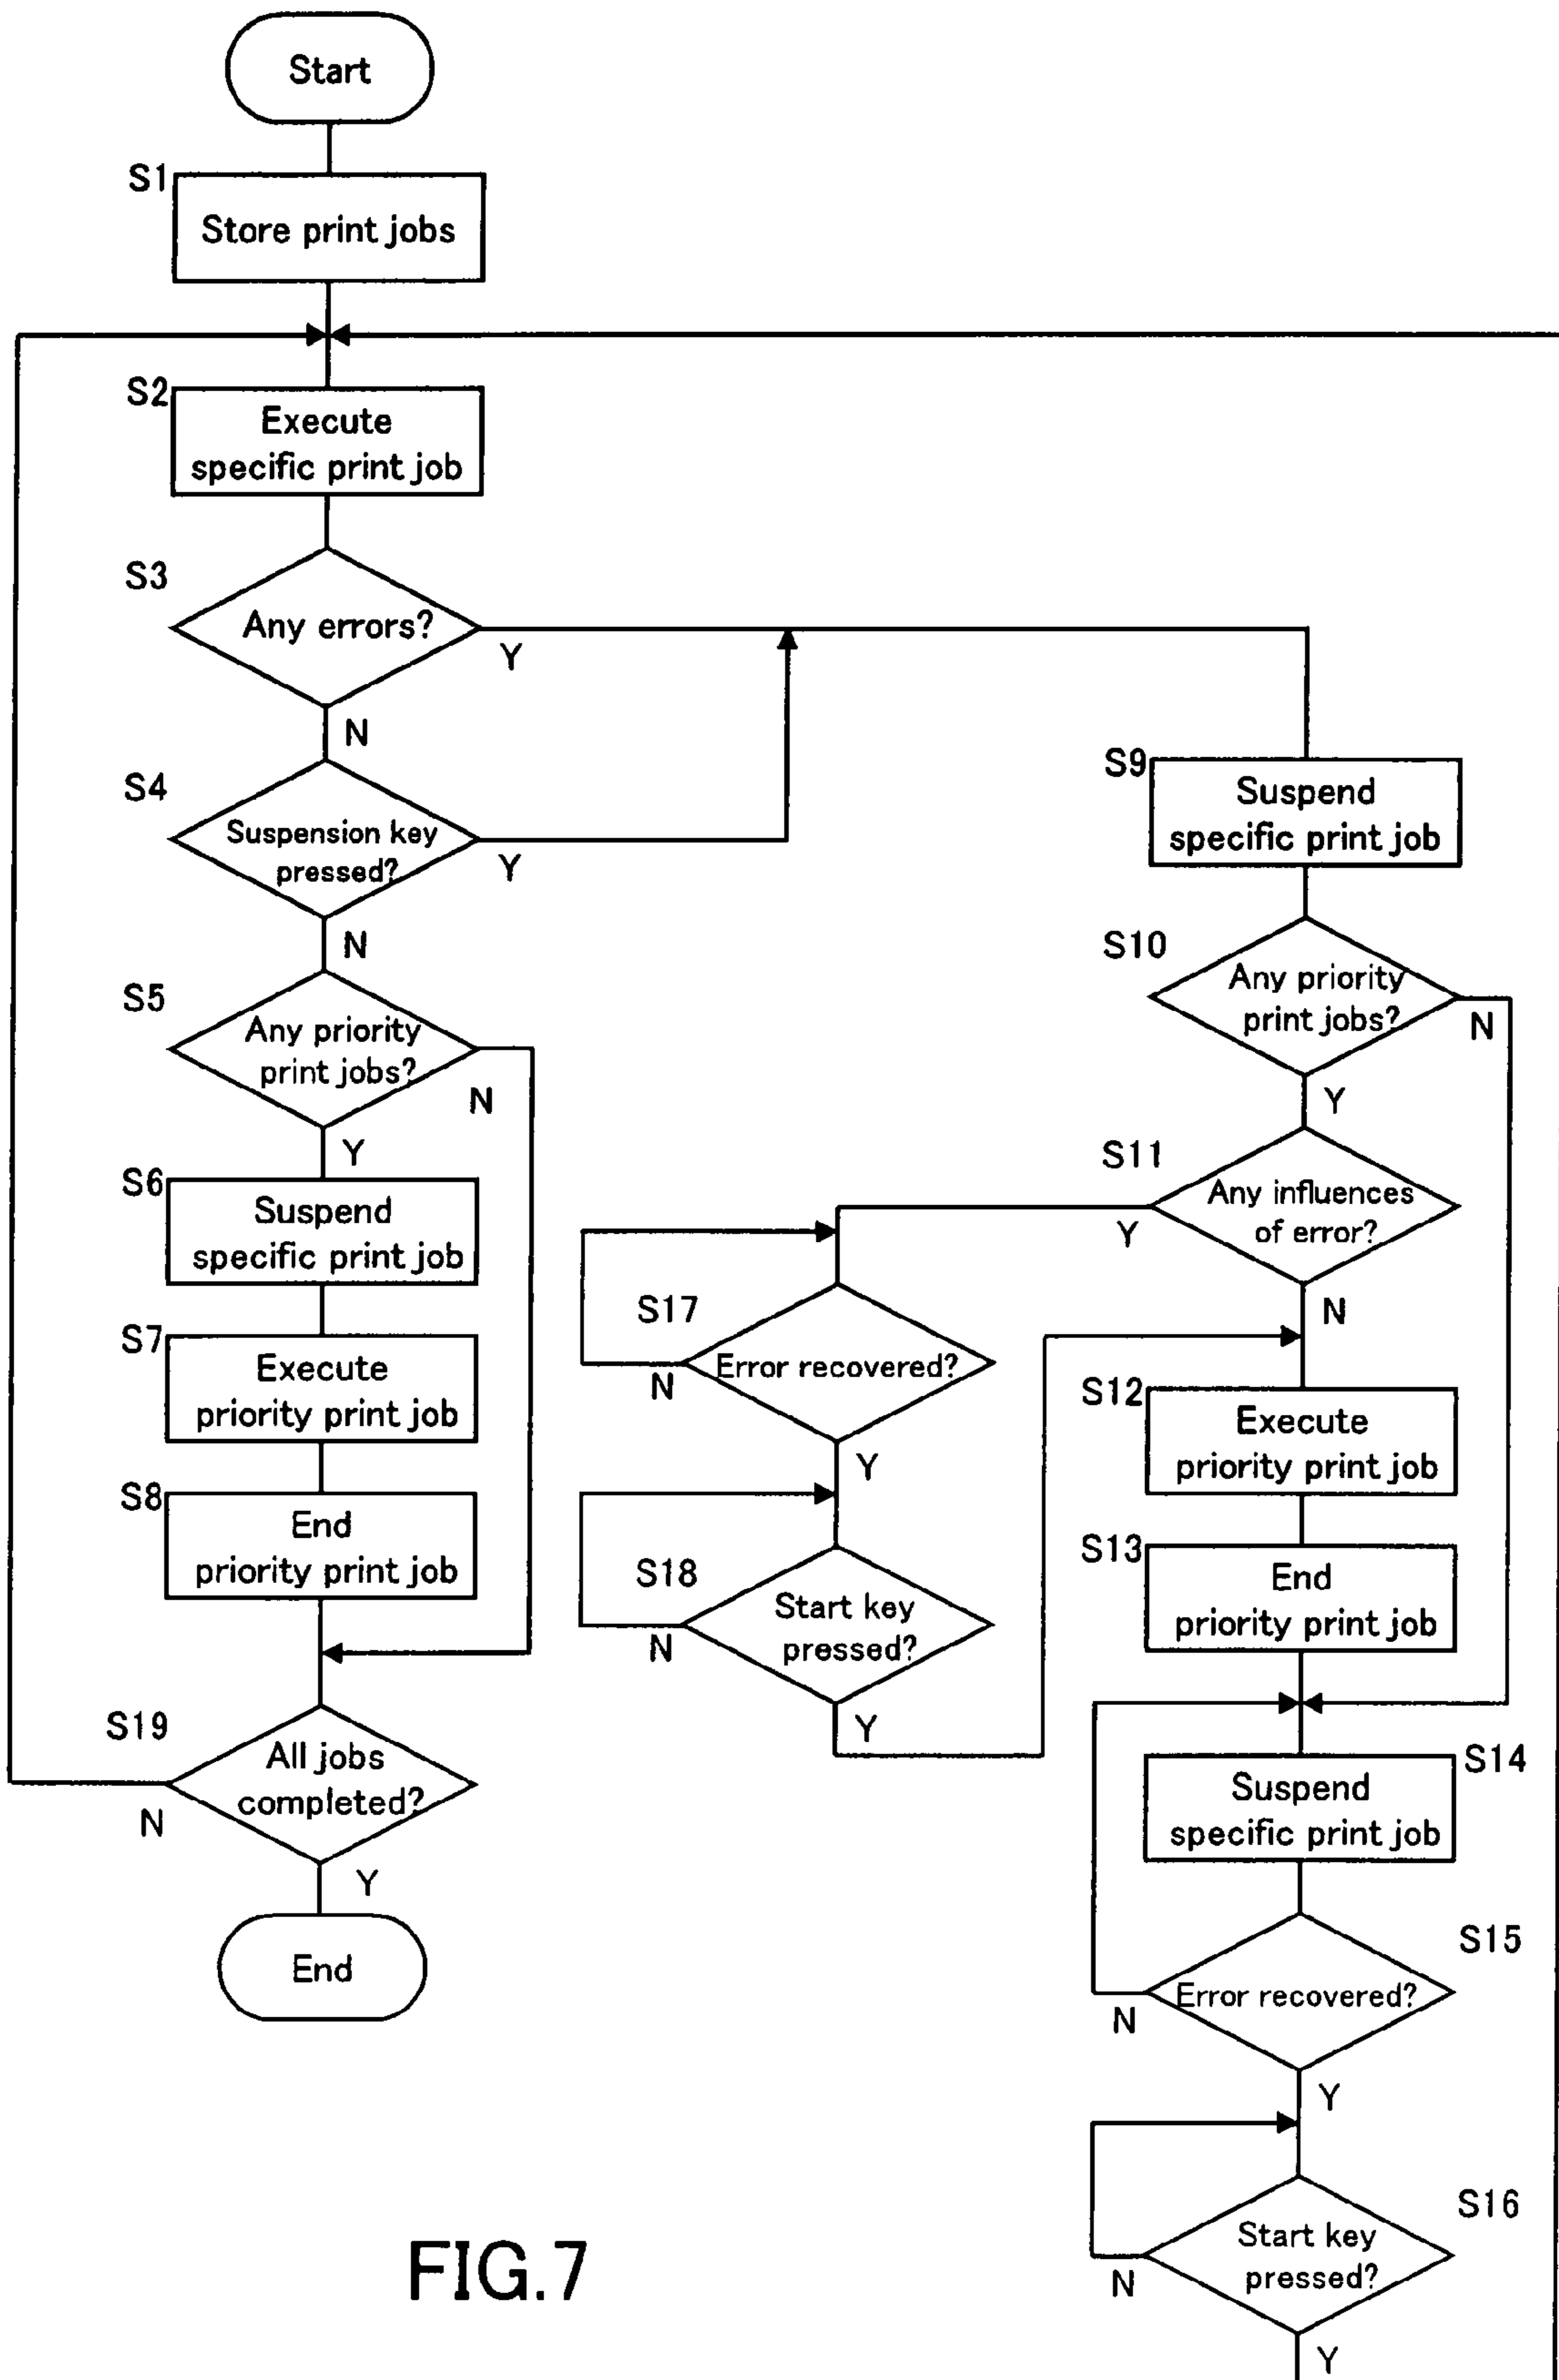 Start
S1
Store print jobs
S2
Execute
specific print job
S3
Any errors?
Y
N
S4
Suspension key
pressed?
Y
N
S5
Any priority
print jobs?
N
Y
S6
Suspend
specific print job
S7
Execute
priority print job
S8
End
priority print job
S19
All jobs
completed?
N
Y
End
S9
Suspend
specific print job
S10
Any priority
print jobs?
N
Y
S11
Any influences
of error?
Y
N
S17
Error recovered?
N
Y
S18
Start key
pressed?
N
Y
S12
Execute
priority print job
S13
End
priority print job
S14
Suspend
specific print job
S15
Error recovered?
N
Y
S16
Start key
pressed?
N
Y
FIG.7